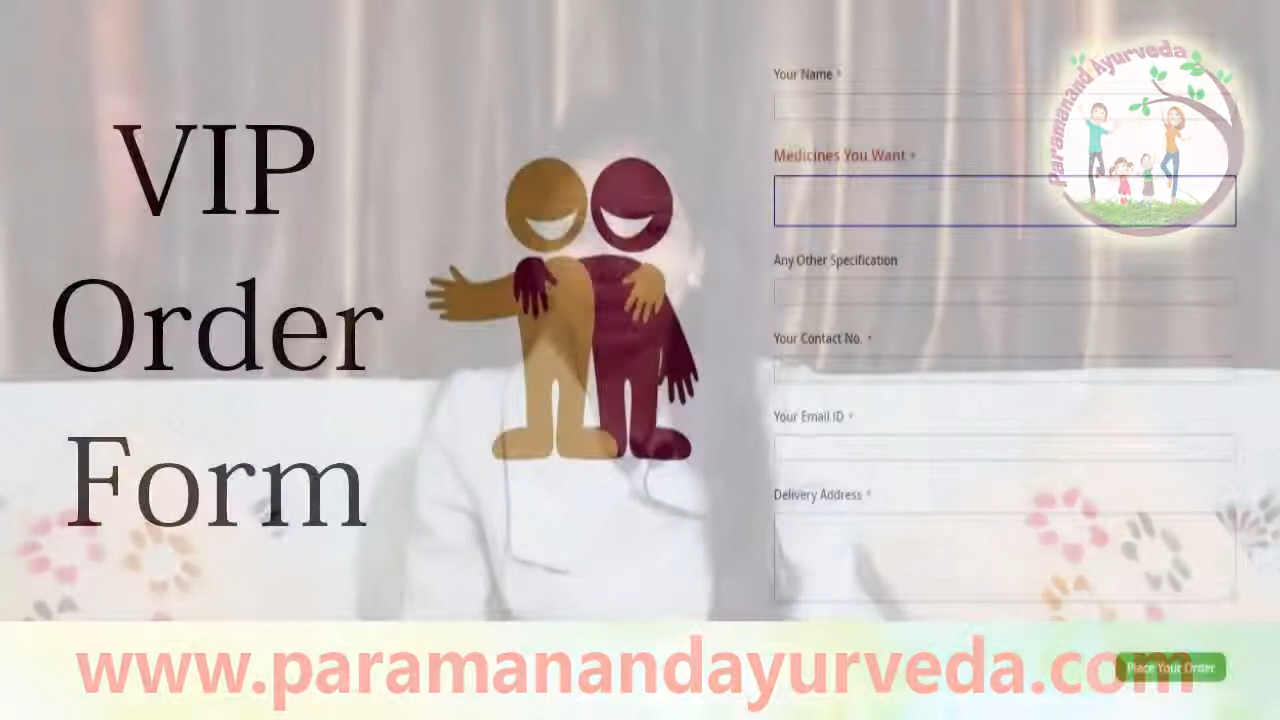 VIP
Order
Form
Your Name *
Medicines You Want *
Any Other Specification
Your Contact No. *
Your Email ID *
Delivery Address *
Paramanand Ayurveda
www.paramanandayurveda.com
Place Your Order